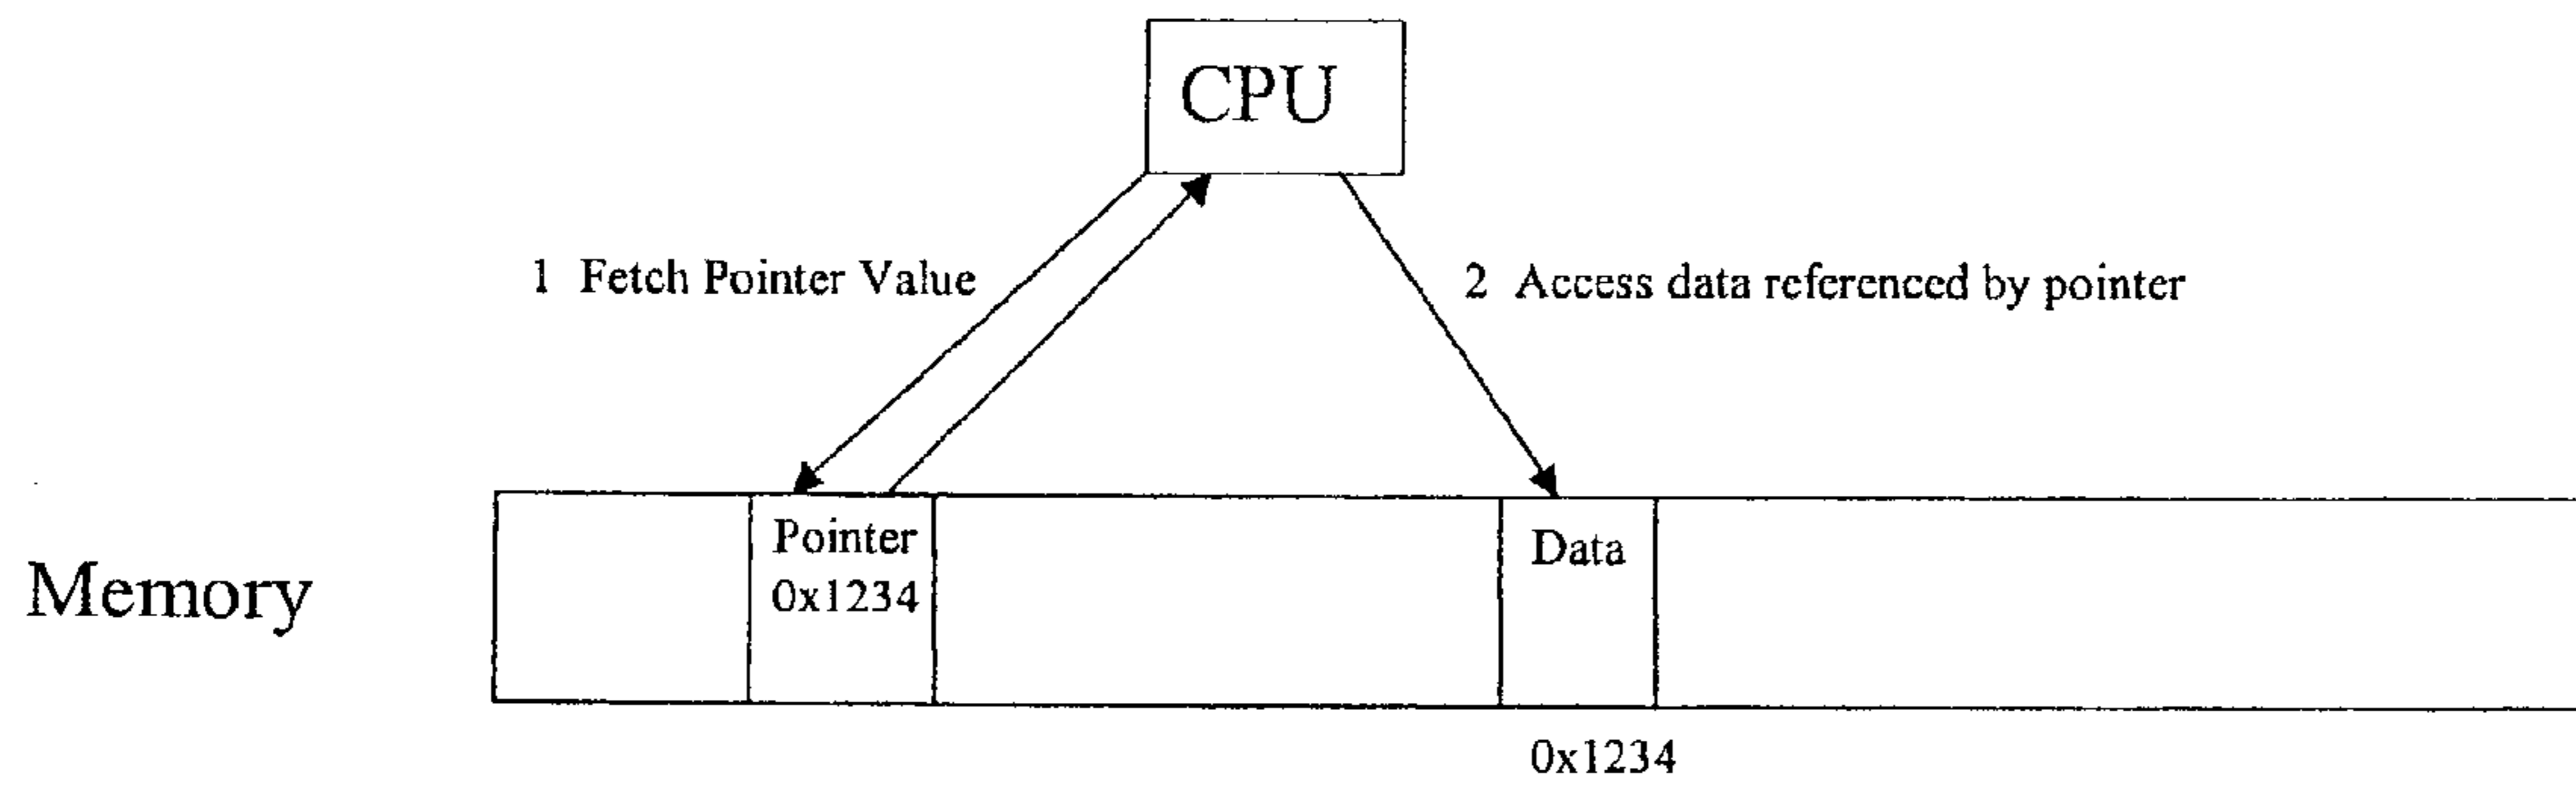 CPU
1 Fetch Pointer Value
2 Access data referenced by pointer
Memory
Pointer
0x1234
Data
0x1234